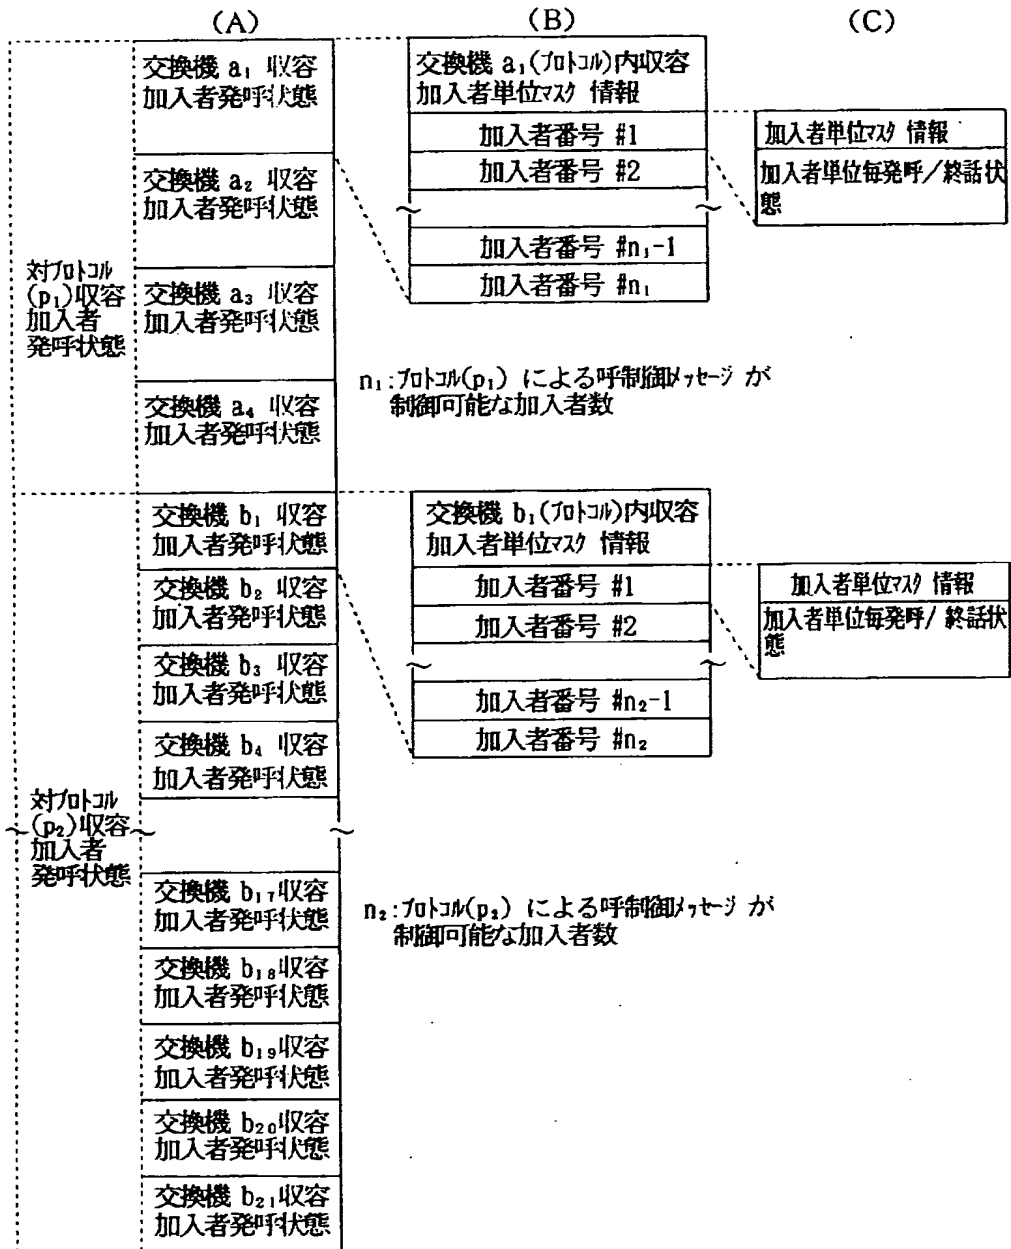 (A)
(B)
(C)
対プロトコル
(p₁)収容
加入者
発呼状態
交換機 a₁ 収容
加入者発呼状態
交換機 a₂ 収容
加入者発呼状態
交換機 a₃ 収容
加入者発呼状態
交換機 a₄ 収容
加入者発呼状態
交換機 a₁(プロトコル)内収容
加入者単位マスク 情報
加入者番号 #1
加入者番号 #2
加入者番号 #n₁-1
加入者番号 #n₁
加入者単位マスク 情報
加入者単位毎発呼/終話状
態
n₁:プロトコル(p₁) による呼制御メッセージ が
制御可能な加入者数
対プロトコル
(p₂)収容
加入者
発呼状態
交換機 b₁ 収容
加入者発呼状態
交換機 b₂ 収容
加入者発呼状態
交換機 b₃ 収容
加入者発呼状態
交換機 b₄ 収容
加入者発呼状態
交換機 b₁₇収容
加入者発呼状態
交換機 b₁₈収容
加入者発呼状態
交換機 b₁₉収容
加入者発呼状態
交換機 b₂₀収容
加入者発呼状態
交換機 b₂₁収容
加入者発呼状態
交換機 b₁(プロトコル)内収容
加入者単位マスク 情報
加入者番号 #1
加入者番号 #2
加入者番号 #n₂-1
加入者番号 #n₂
加入者単位マスク 情報
加入者単位毎発呼/ 終話状
態
n₂:プロトコル(p₂) による呼制御メッセージ が
制御可能な加入者数